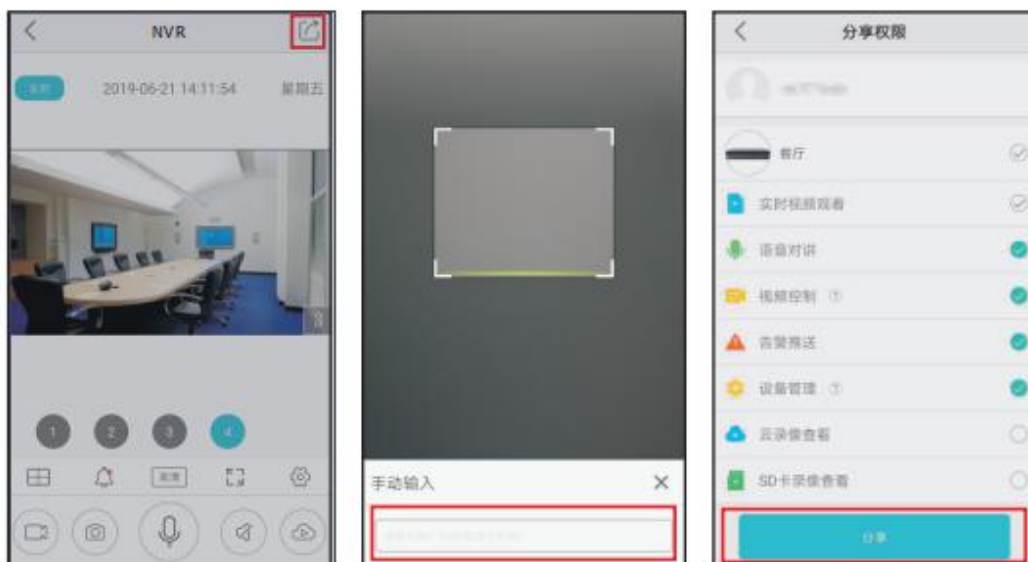 NVR
2019-06-21 14:11:54 星期五
1 2 3 4
高清
手动输入
分享权限
客厅
实时视频观看
语音对讲
视频控制
告警推送
设备管理
云录像查看
SD卡录像查看
分享